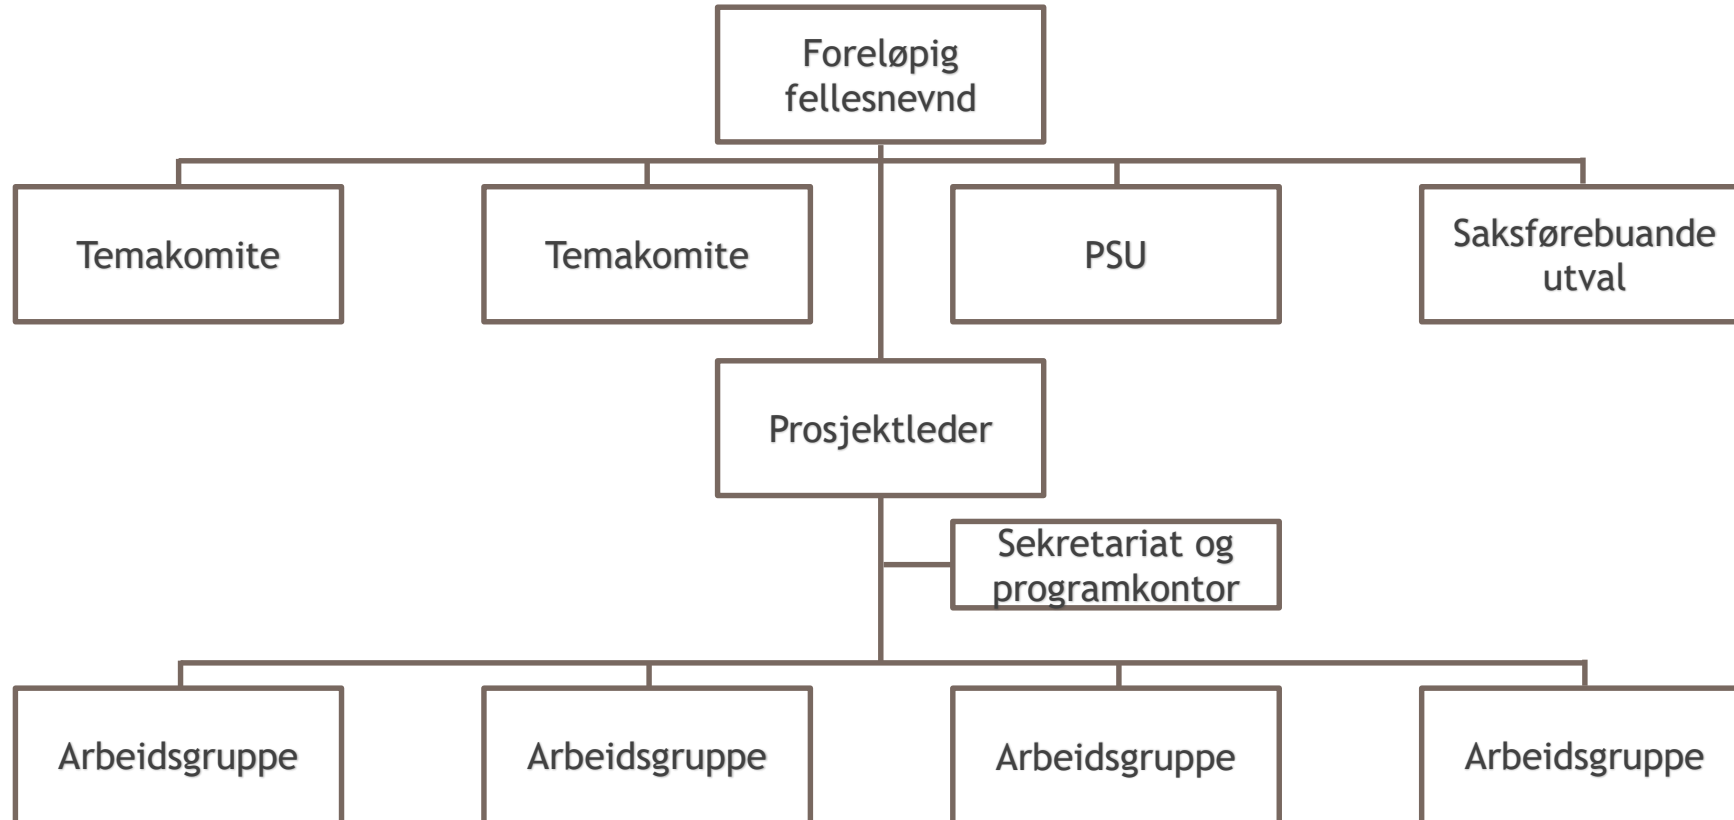 Foreløpig
fellesnevnd
Temakomite
Temakomite
PSU
Saksførebuande
utval
Prosjektleder
Sekretariat og
programkontor
Arbeidsgruppe
Arbeidsgruppe
Arbeidsgruppe
Arbeidsgruppe